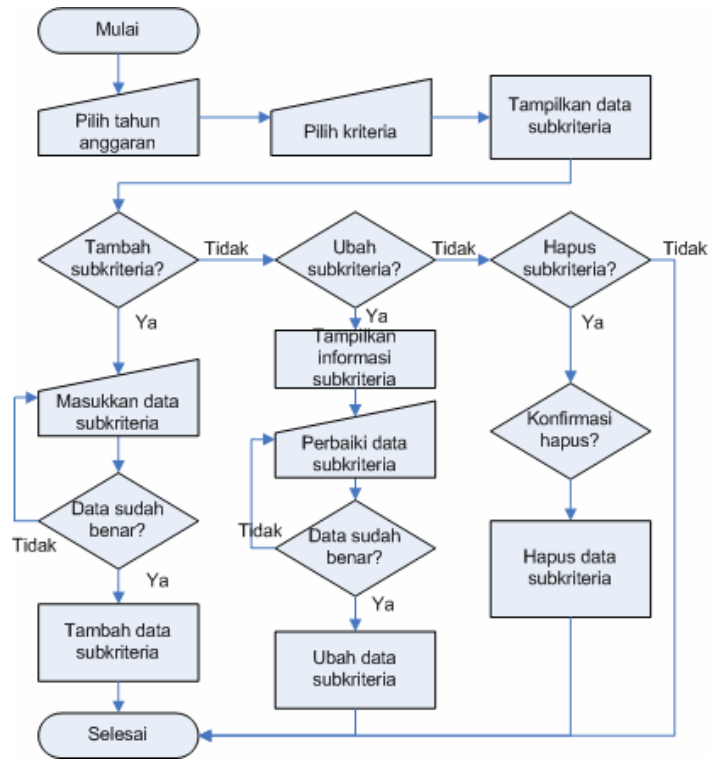 Mulai
Pilih tahun
anggaran
Pilih kriteria
Tampilkan data
subkriteria
Tambah
subkriteria?
Tidak
Ubah
subkriteria?
Tidak
Hapus
subkriteria?
Tidak
Ya
Ya
Ya
Tampilkan
informasi
subkriteria
Masukkan data
subkriteria
Perbaiki data
subkriteria
Konfirmasi
hapus?
Data sudah
benar?
Tidak
Ya
Data sudah
benar?
Tidak
Ya
Hapus data
subkriteria
Tambah data
subkriteria
Ubah data
subkriteria
Selesai